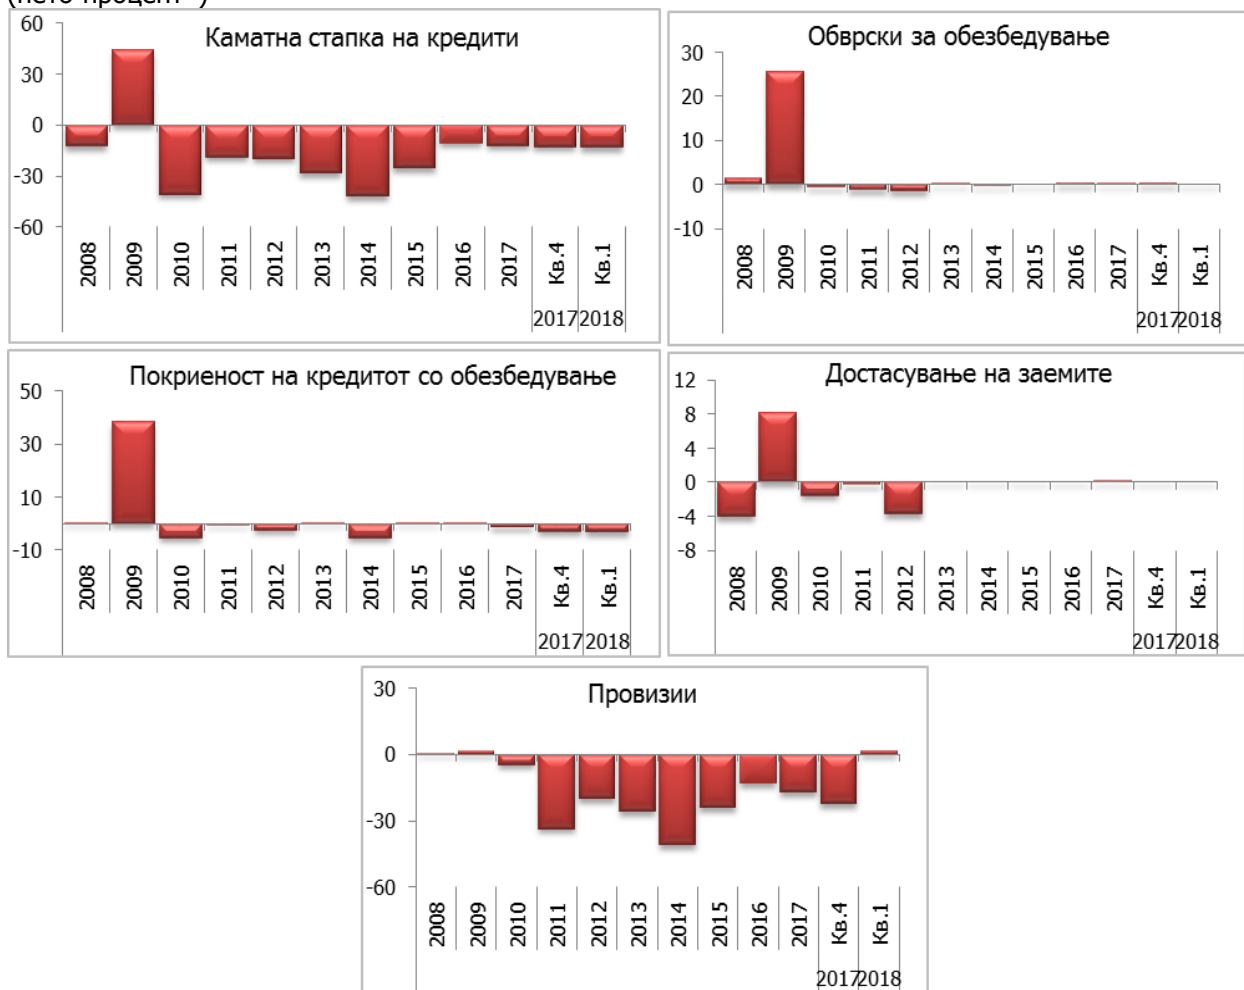 (нето процент*)
Каматна стапка на кредити
60
30
0
-30
-60
2008 2009 2010 2011 2012 2013 2014 2015 2016 2017 Кв.4 Кв.1
2017 2018
Обврски за обезбедување
30
20
10
0
-10
2008 2009 2010 2011 2012 2013 2014 2015 2016 2017 Кв.4 Кв.1
2017 2018
Покриеност на кредитот со обезбедување
50
30
10
-10
2008 2009 2010 2011 2012 2013 2014 2015 2016 2017 Кв.4 Кв.1
2017 2018
Достасување на заемите
12
8
4
0
-4
-8
2008 2009 2010 2011 2012 2013 2014 2015 2016 2017 Кв.4 Кв.1
2017 2018
Провизии
30
0
-30
-60
2008 2009 2010 2011 2012 2013 2014 2015 2016 2017 Кв.4 Кв.1
2017 2018